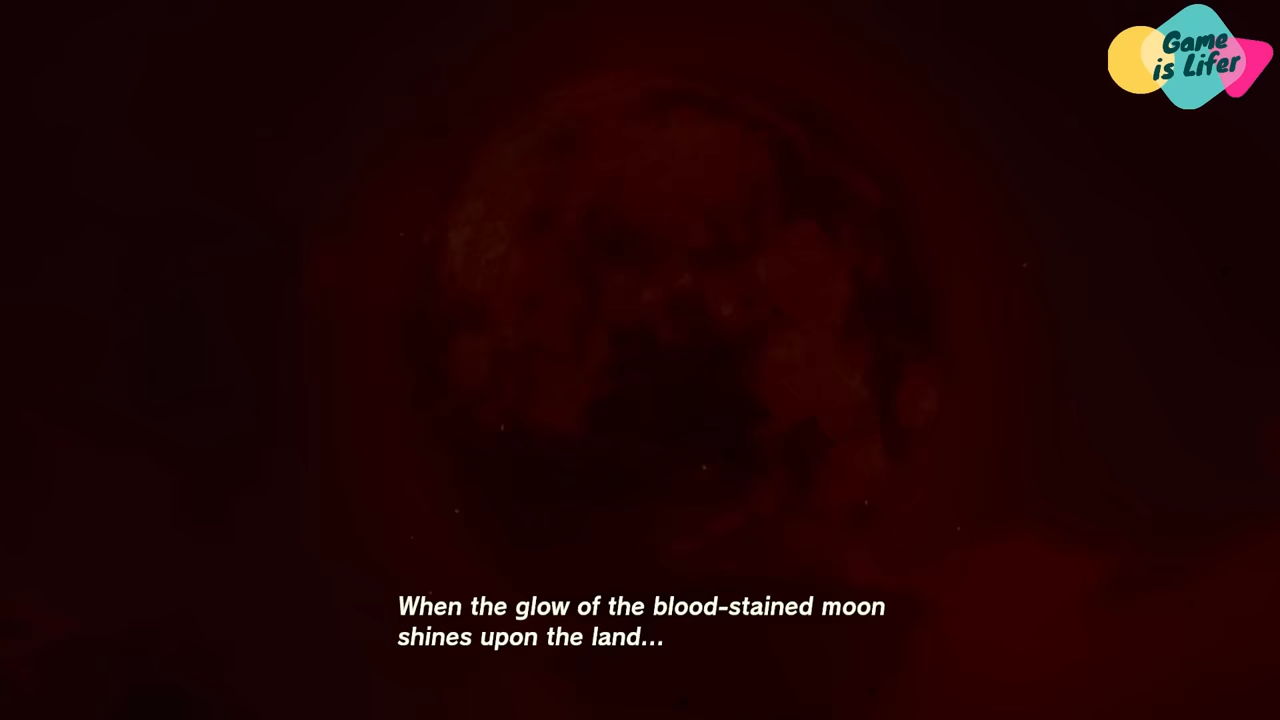 Game
is Lifer
When the glow of the blood-stained moon
shines upon the land...